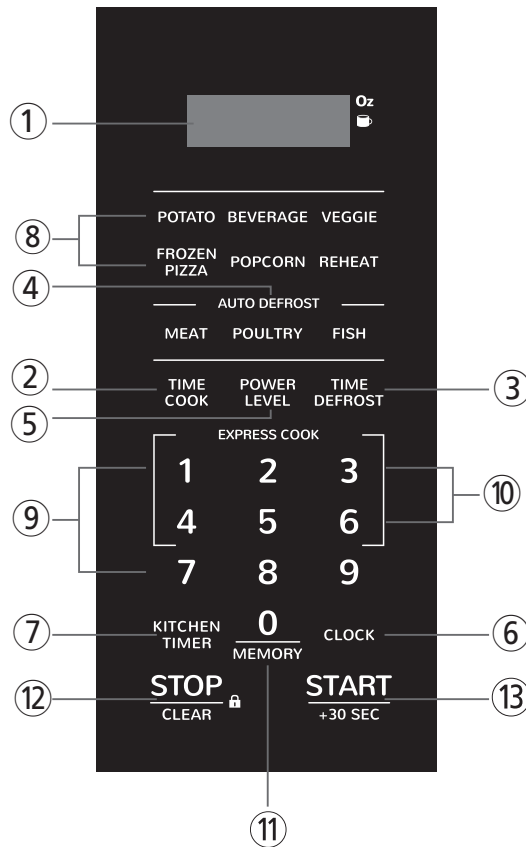 Oz
①
POTATO BEVERAGE VEGGIE
⑧
FROZEN PIZZA POPCORN REHEAT
④
AUTO DEFROST
MEAT POULTRY FISH
②
TIME COOK POWER LEVEL TIME DEFROST
③
⑤
EXPRESS COOK
1 2 3
⑨
⑩
4 5 6
7 8 9
⑦
KITCHEN TIMER 0 CLOCK
⑥
MEMORY
⑫
STOP START
⑬
CLEAR +30 SEC
⑪